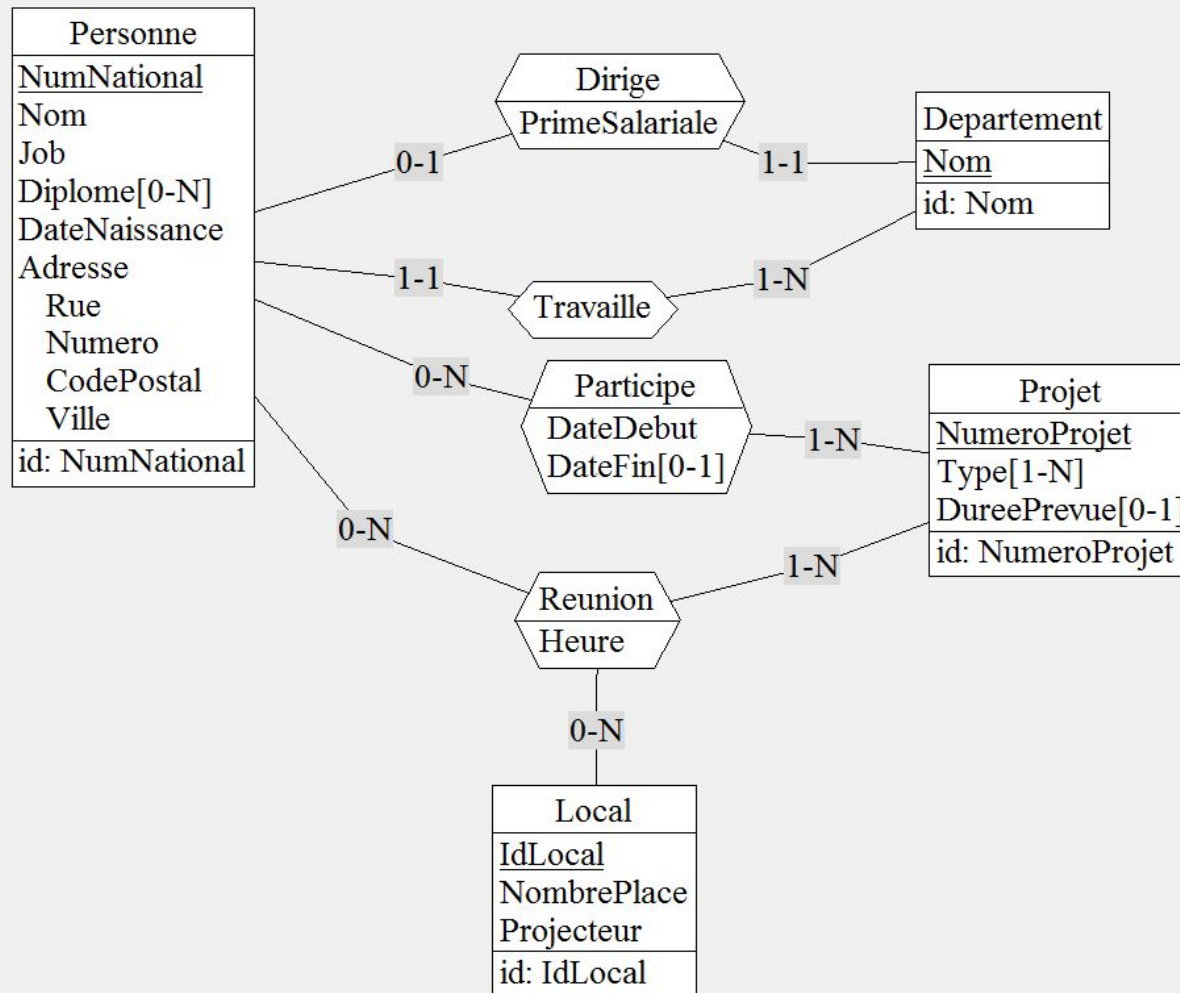 Personne
NumNational
Nom
Job
Diplome[0-N]
DateNaissance
Adresse
Rue
Numero
CodePostal
Ville
id: NumNational
Dirige
PrimeSalariale
0-1
1-1
Departement
Nom
id: Nom
1-1
Travaille
1-N
0-N
Participe
DateDebut
DateFin[0-1]
1-N
Projet
NumeroProjet
Type[1-N]
DureePrevue[0-1]
id: NumeroProjet
0-N
Reunion
Heure
1-N
0-N
Local
IdLocal
NombrePlace
Projecteur
id: IdLocal